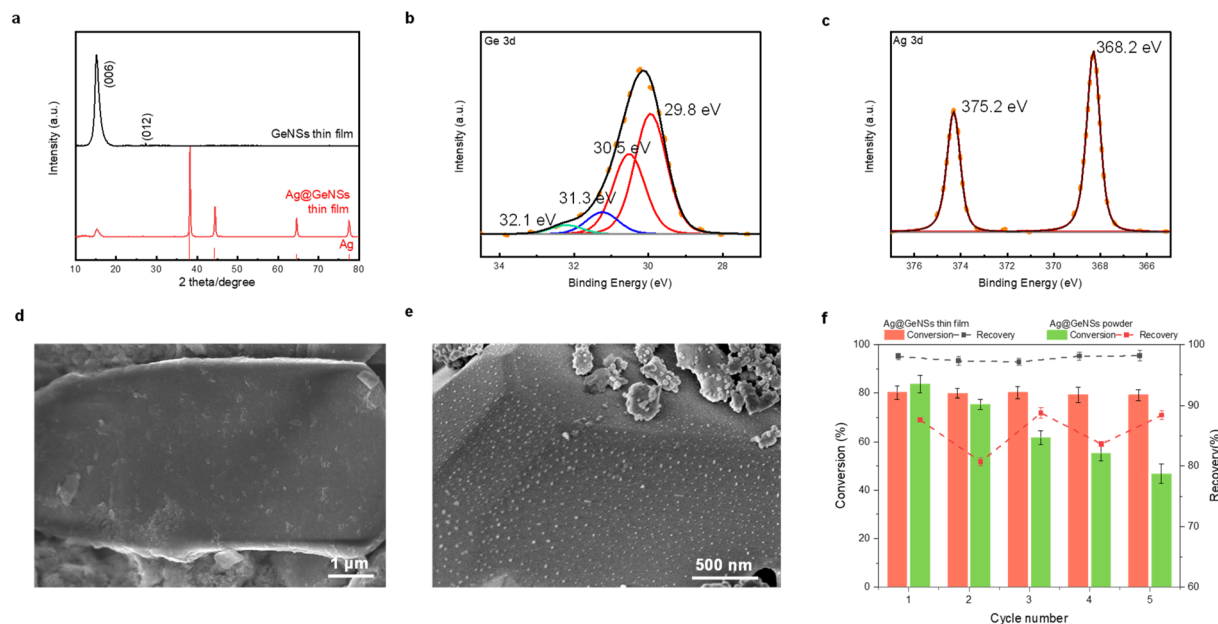 a
(006)
(012)
GeNSs thin film
Ag@GeNSs
thin film
Ag
Intensity (a.u.)
10 20 30 40 50 60 70 80
2 theta/degree
b
Ge 3d
29.8 eV
30.5 eV
31.3 eV
32.1 eV
Intensity (a.u.)
34 32 30 28
Binding Energy (eV)
c
Ag 3d
368.2 eV
375.2 eV
Intensity (a.u.)
376 374 372 370 368 366
Binding Energy (eV)
d
1 µm
e
500 nm
f
Ag@GeNSs thin film Ag@GeNSs powder
Conversion Recovery Conversion Recovery
100
80
60
40
20
0
Conversion (%)
100
90
80
70
60
Recovery(%)
1 2 3 4 5
Cycle number